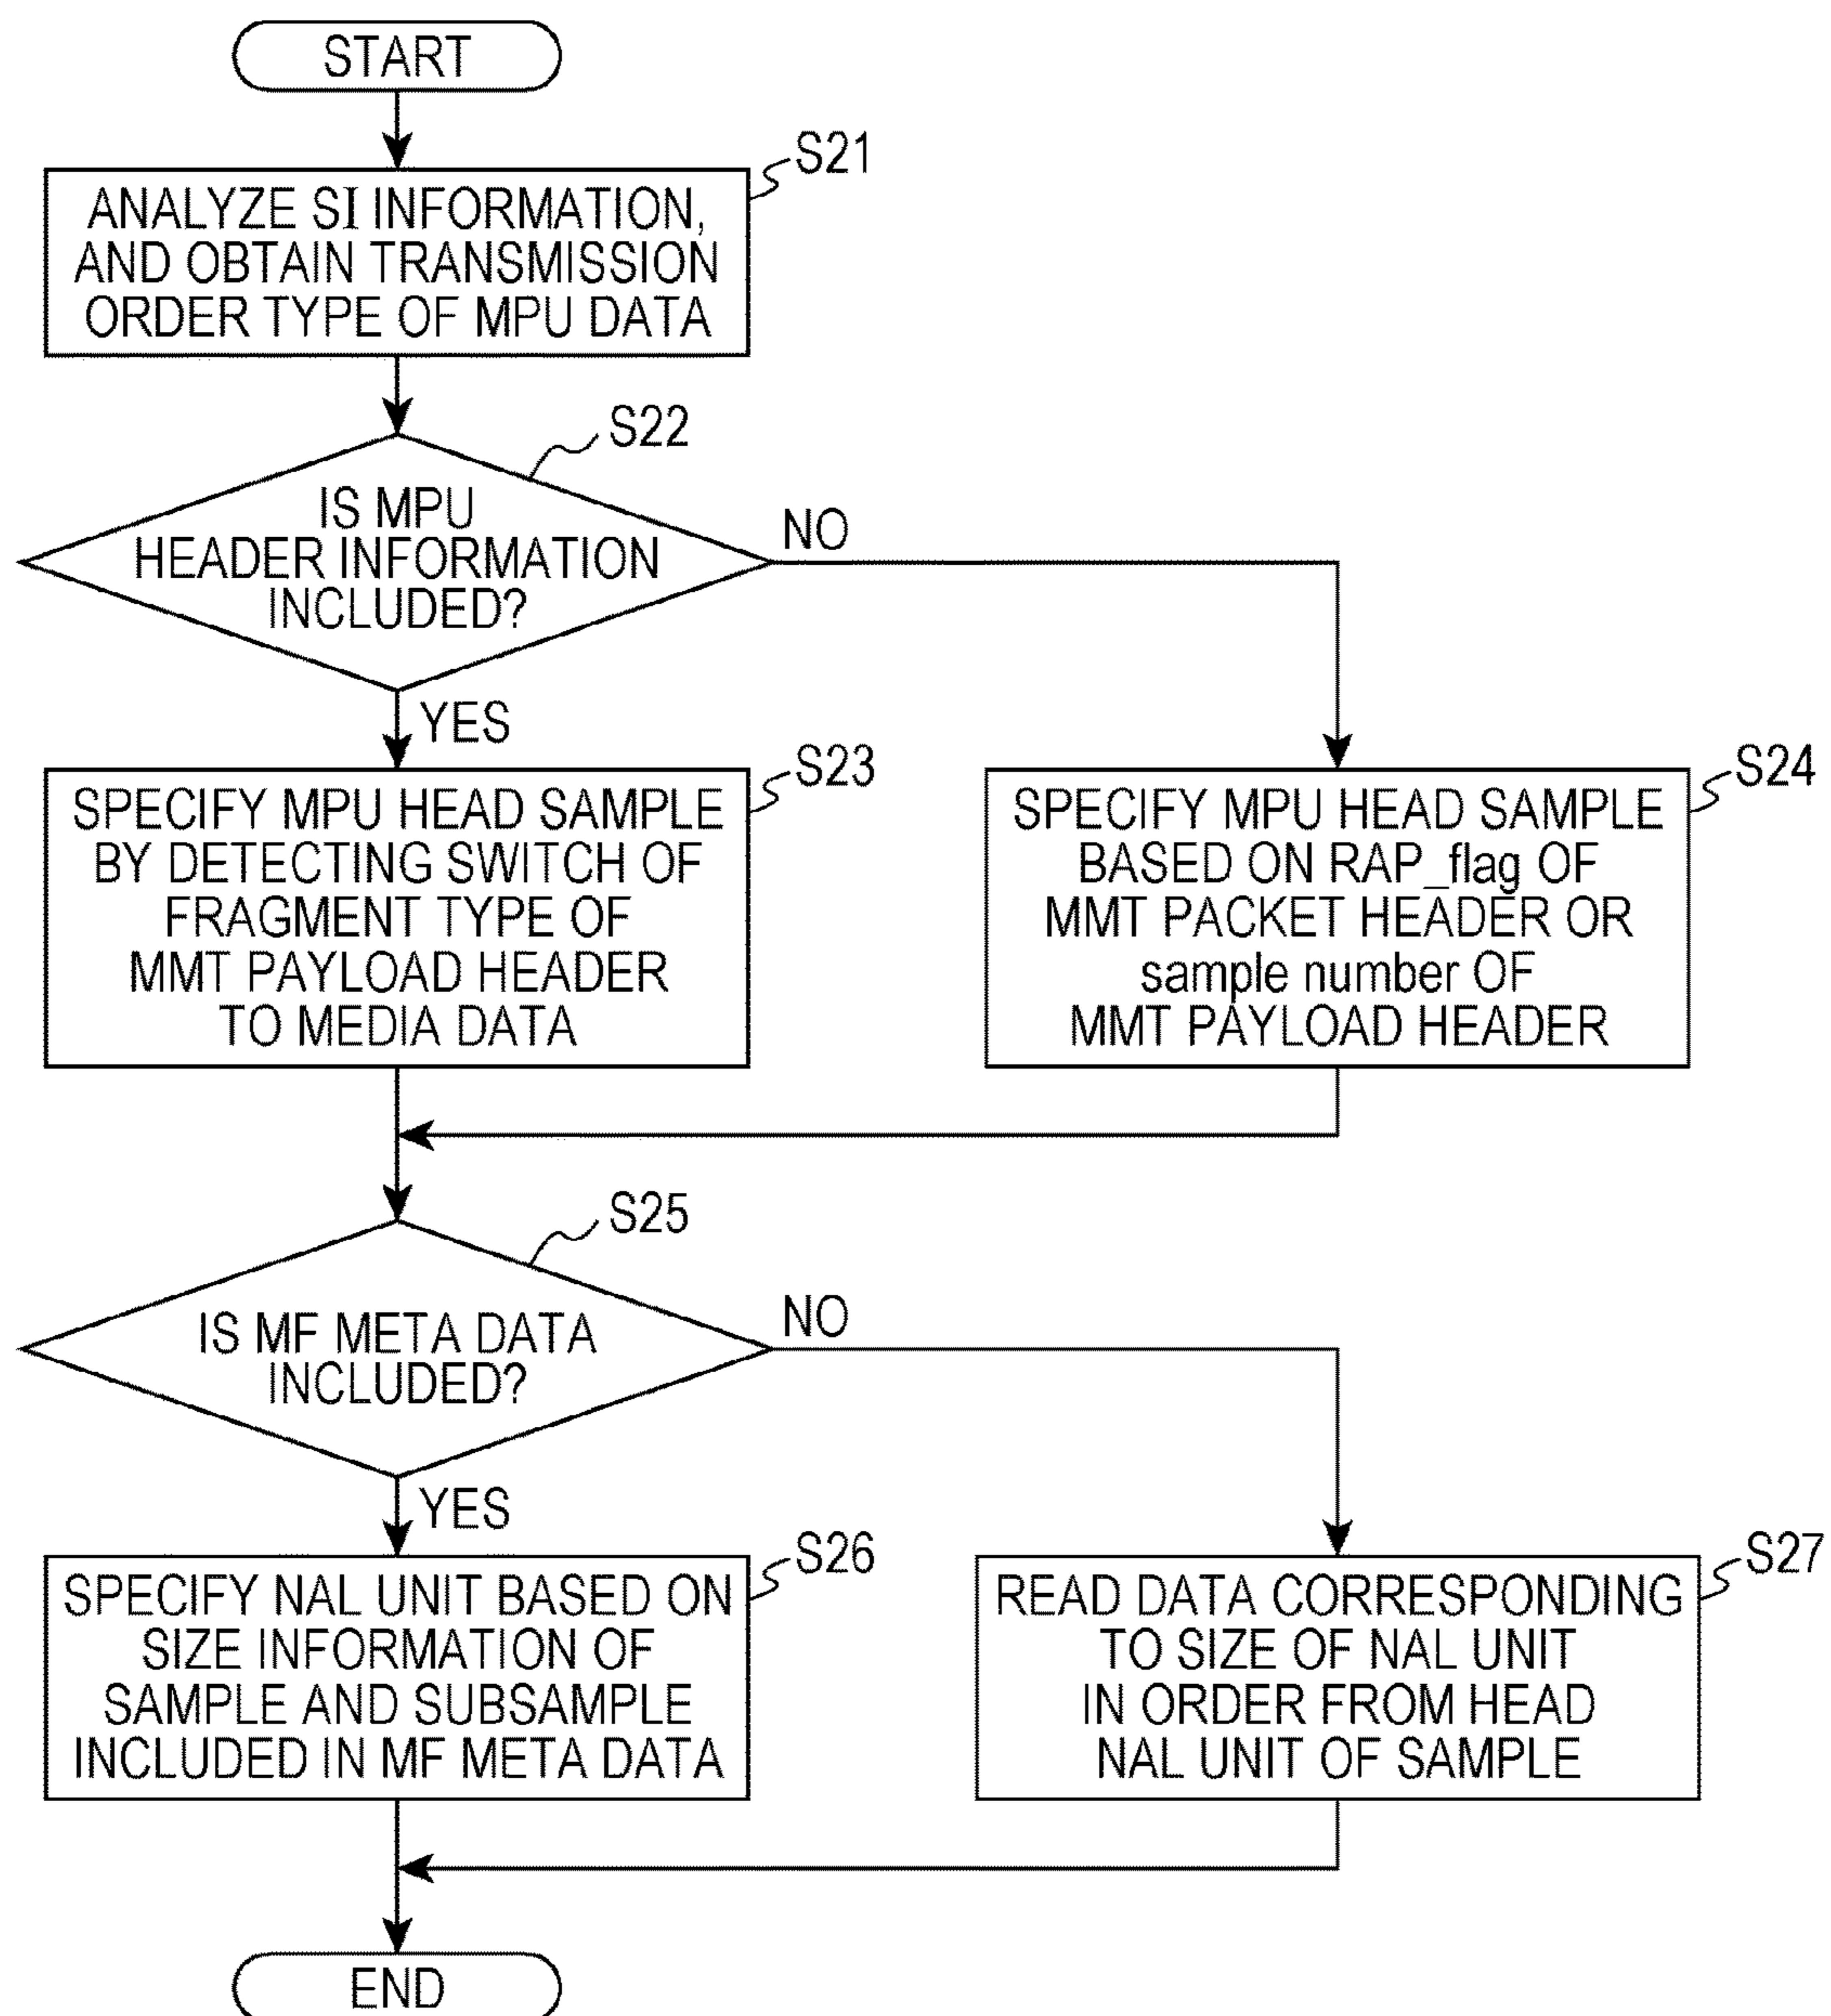 START
S21
ANALYZE SI INFORMATION,
AND OBTAIN TRANSMISSION
ORDER TYPE OF MPU DATA
S22
IS MPU
HEADER INFORMATION
INCLUDED?
NO
YES
S23
SPECIFY MPU HEAD SAMPLE
BY DETECTING SWITCH OF
FRAGMENT TYPE OF
MMT PAYLOAD HEADER
TO MEDIA DATA
S24
SPECIFY MPU HEAD SAMPLE
BASED ON RAP_flag OF
MMT PACKET HEADER OR
sample number OF
MMT PAYLOAD HEADER
S25
IS MF META DATA
INCLUDED?
NO
YES
S26
SPECIFY NAL UNIT BASED ON
SIZE INFORMATION OF
SAMPLE AND SUBSAMPLE
INCLUDED IN MF META DATA
S27
READ DATA CORRESPONDING
TO SIZE OF NAL UNIT
IN ORDER FROM HEAD
NAL UNIT OF SAMPLE
END